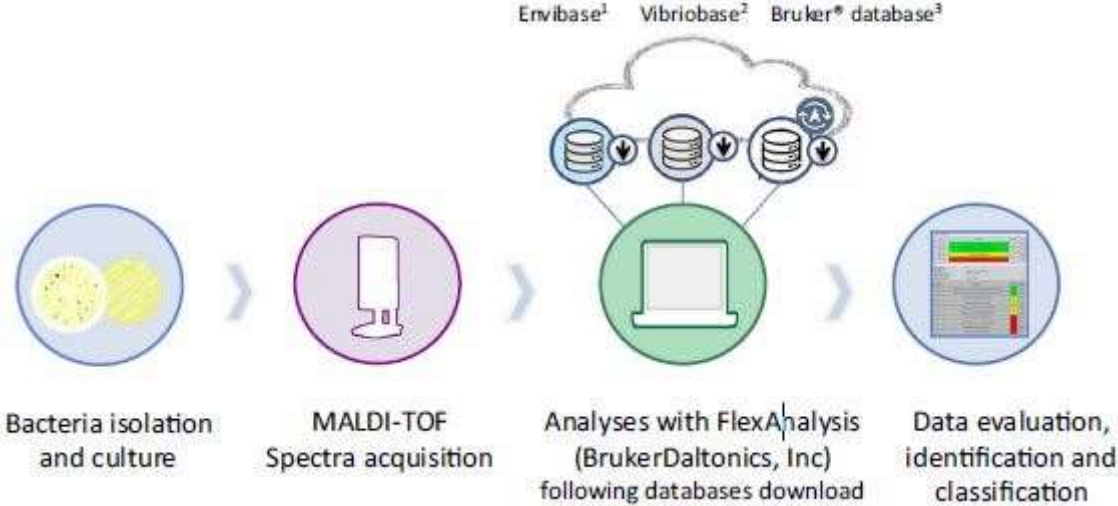 Envibase¹ Vibriobase² Bruker® database³
A
Bacteria isolation
and culture
MALDI-TOF
Spectra acquisition
Analyses with FlexAnalysis
(BrukerDaltonics, Inc)
following databases download
Data evaluation,
identification and
classification